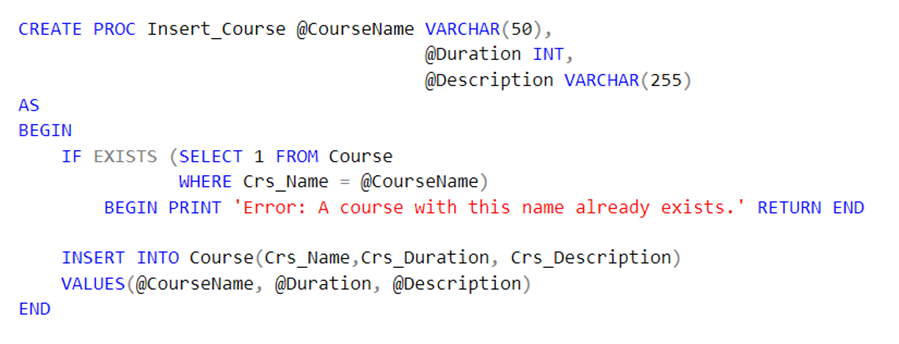 CREATE PROC Insert_Course @CourseName VARCHAR(50),
@Duration INT,
@Description VARCHAR(255)
AS
BEGIN
IF EXISTS (SELECT 1 FROM Course
WHERE Crs_Name = @CourseName)
BEGIN PRINT 'Error: A course with this name already exists.' RETURN END
INSERT INTO Course(Crs_Name,Crs_Duration, Crs_Description)
VALUES(@CourseName, @Duration, @Description)
END